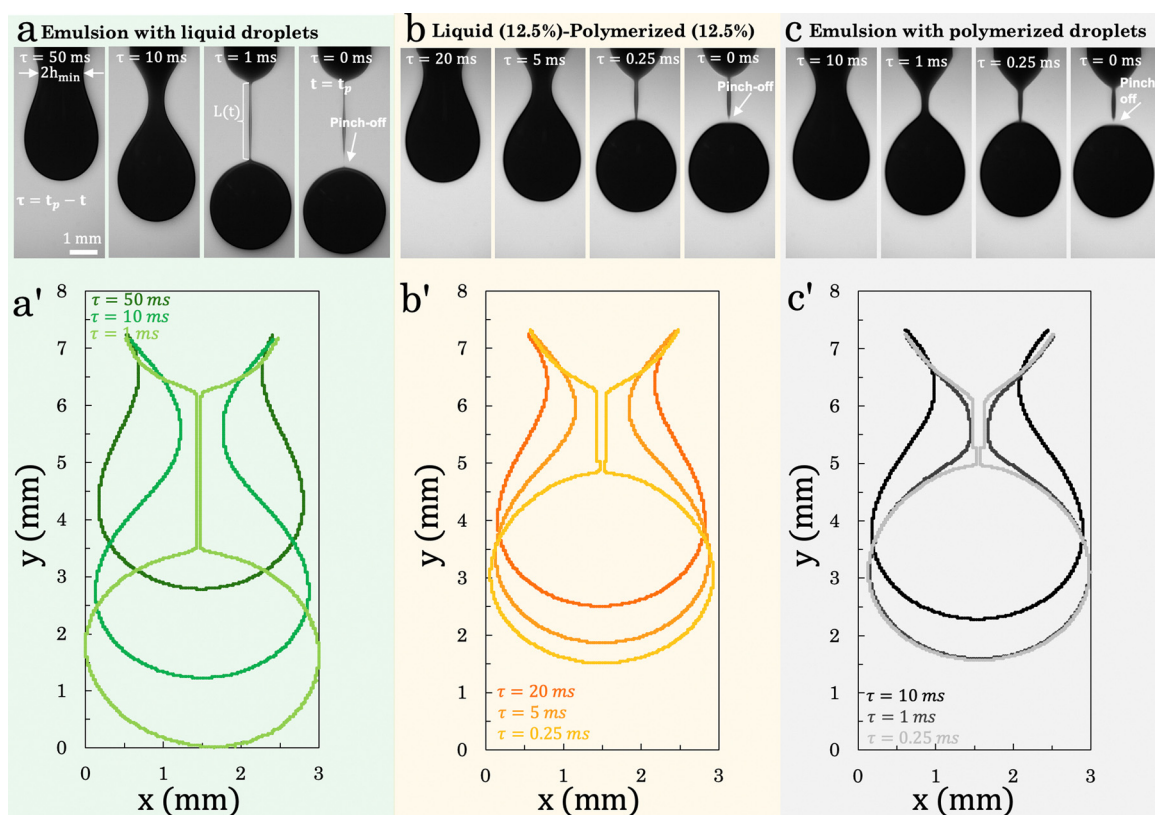 a Emulsion with liquid droplets
τ = 50 ms
τ = 10 ms
τ = 1 ms
τ = 0 ms
2hmin
t = tp
L(t)
Pinch-off
τ = tp − t
1 mm
b Liquid (12.5%)-Polymerized (12.5%)
τ = 20 ms
τ = 5 ms
τ = 0.25 ms
τ = 0 ms
Pinch-off
c Emulsion with polymerized droplets
τ = 10 ms
τ = 1 ms
τ = 0.25 ms
τ = 0 ms
Pinch
off
a'
τ = 50 ms
τ = 10 ms
τ = 1 ms
8
7
6
5
4
3
2
1
0
y (mm)
0 1 2 3
x (mm)
b'
8
7
6
5
4
3
2
1
0
y (mm)
τ = 20 ms
τ = 5 ms
τ = 0.25 ms
0 1 2 3
x (mm)
c'
8
7
6
5
4
3
2
1
0
y (mm)
τ = 10 ms
τ = 1 ms
τ = 0.25 ms
0 1 2 3
x (mm)